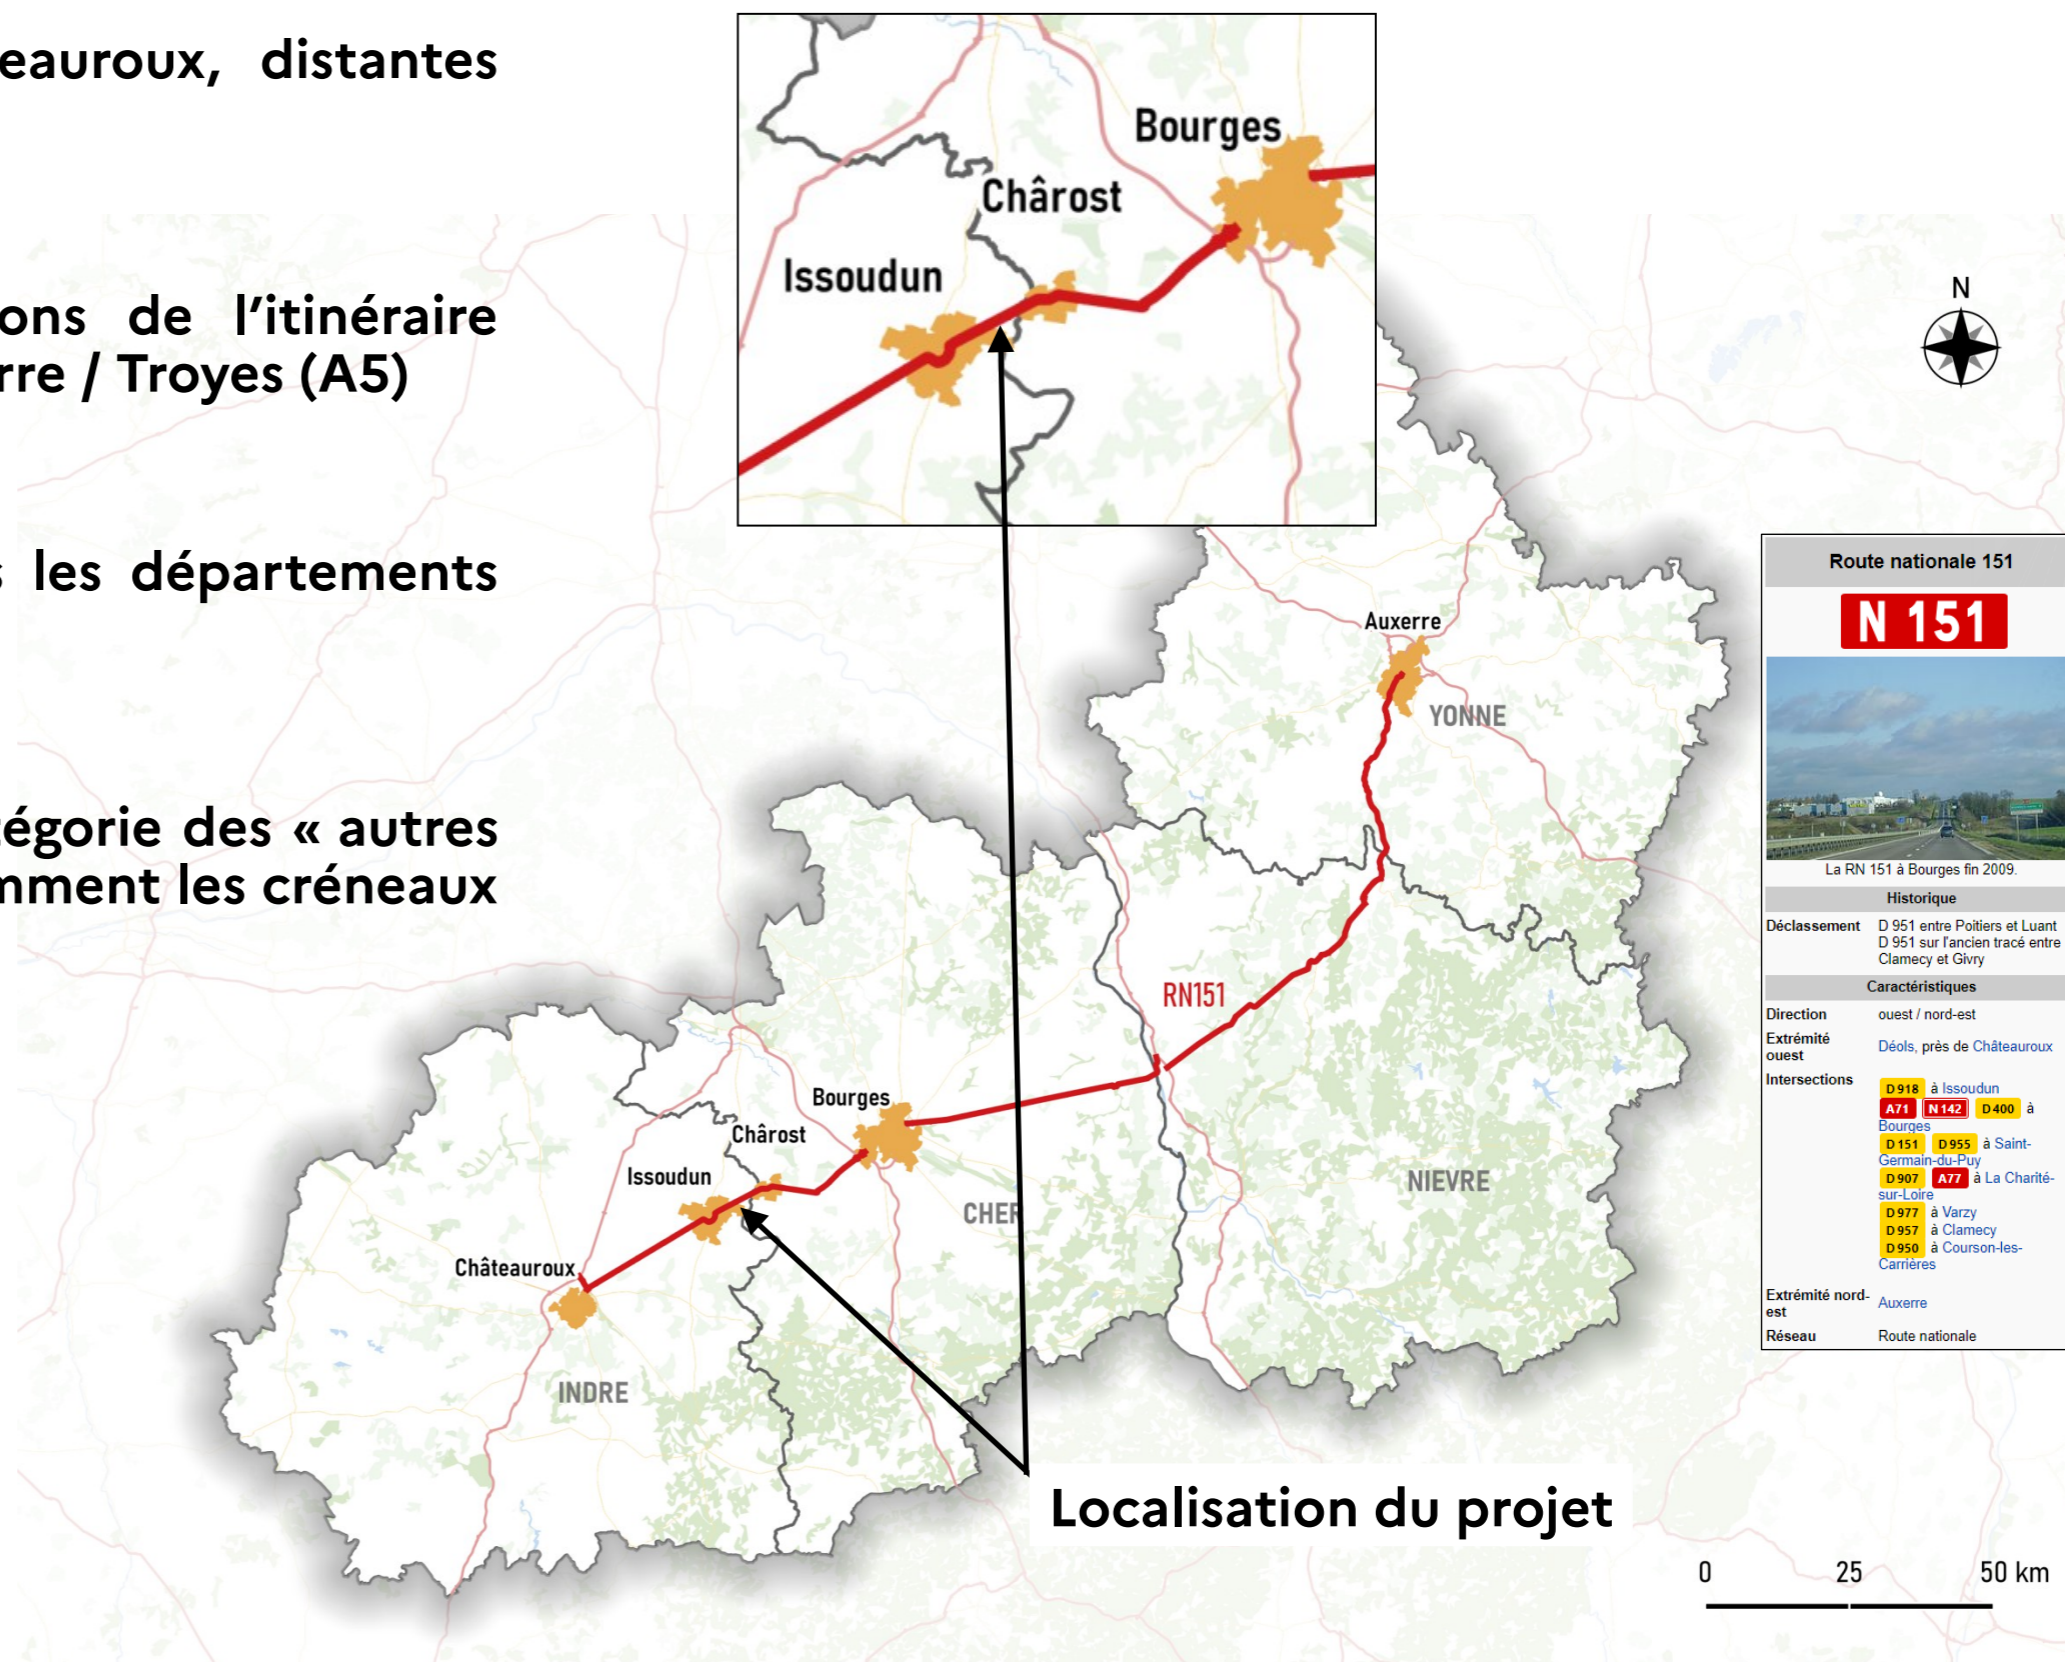 eauroux, distantes
ons de l'itinéraire
rre / Troyes (A5)
s les départements
tégorie des « autres
mment les créneaux
Bourges
Chârost
Issoudun
N
Auxerre
YONNE
RN151
Bourges
Chârost
Issoudun
CHER
NIEVRE
Châteauroux
INDRE
Localisation du projet
0 25 50 km
Route nationale 151
N 151
La RN 151 à Bourges fin 2009.
Historique
Déclassement D 951 entre Poitiers et Luant
D 951 sur l'ancien tracé entre
Clamecy et Givry
Caractéristiques
Direction ouest / nord-est
Extrémité
ouest Déols, près de Châteauroux
Intersections
D 918 à Issoudun
A71 N 142 D 400 à
Bourges
D 151 D 955 à Saint-
Germain-du-Puy
D 907 A77 à La Charité-
sur-Loire
D 977 à Varzy
D 957 à Clamecy
D 950 à Courson-les-
Carrières
Extrémité nord-
est Auxerre
Réseau Route nationale